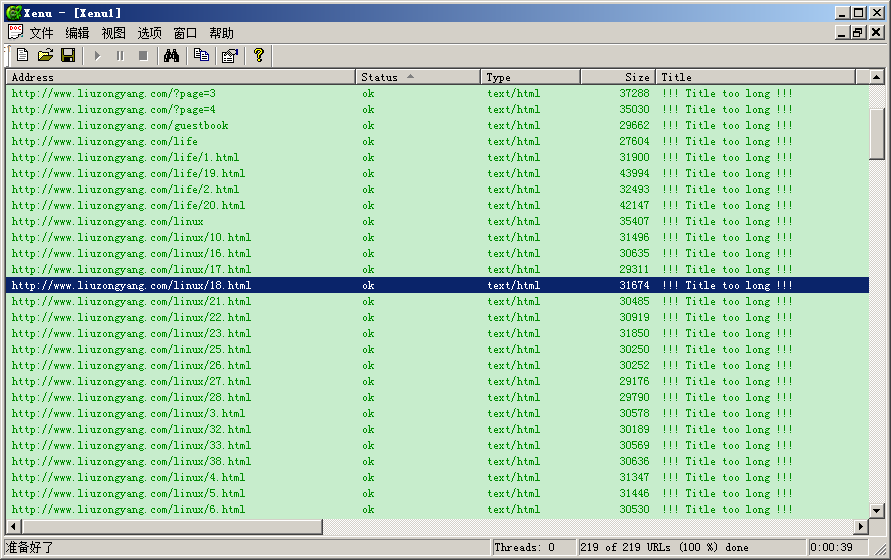 Xenu - [Xenu1]
DOC 文件 编辑 视图 选项 窗口 帮助
Address Status Type Size Title
http://www.liuzongyang.com/?page=3 ok text/html 37288 !!! Title too long !!!
http://www.liuzongyang.com/?page=4 ok text/html 35030 !!! Title too long !!!
http://www.liuzongyang.com/guestbook ok text/html 29662 !!! Title too long !!!
http://www.liuzongyang.com/life ok text/html 27604 !!! Title too long !!!
http://www.liuzongyang.com/life/1.html ok text/html 31900 !!! Title too long !!!
http://www.liuzongyang.com/life/19.html ok text/html 43994 !!! Title too long !!!
http://www.liuzongyang.com/life/2.html ok text/html 32493 !!! Title too long !!!
http://www.liuzongyang.com/life/20.html ok text/html 42147 !!! Title too long !!!
http://www.liuzongyang.com/linux ok text/html 35407 !!! Title too long !!!
http://www.liuzongyang.com/linux/10.html ok text/html 31496 !!! Title too long !!!
http://www.liuzongyang.com/linux/16.html ok text/html 30635 !!! Title too long !!!
http://www.liuzongyang.com/linux/17.html ok text/html 29311 !!! Title too long !!!
http://www.liuzongyang.com/linux/18.html ok text/html 31674 !!! Title too long !!!
http://www.liuzongyang.com/linux/21.html ok text/html 30485 !!! Title too long !!!
http://www.liuzongyang.com/linux/22.html ok text/html 30919 !!! Title too long !!!
http://www.liuzongyang.com/linux/23.html ok text/html 31850 !!! Title too long !!!
http://www.liuzongyang.com/linux/25.html ok text/html 30250 !!! Title too long !!!
http://www.liuzongyang.com/linux/26.html ok text/html 30252 !!! Title too long !!!
http://www.liuzongyang.com/linux/27.html ok text/html 29176 !!! Title too long !!!
http://www.liuzongyang.com/linux/28.html ok text/html 29790 !!! Title too long !!!
http://www.liuzongyang.com/linux/3.html ok text/html 30578 !!! Title too long !!!
http://www.liuzongyang.com/linux/32.html ok text/html 30189 !!! Title too long !!!
http://www.liuzongyang.com/linux/33.html ok text/html 30569 !!! Title too long !!!
http://www.liuzongyang.com/linux/38.html ok text/html 30636 !!! Title too long !!!
http://www.liuzongyang.com/linux/4.html ok text/html 31347 !!! Title too long !!!
http://www.liuzongyang.com/linux/5.html ok text/html 31446 !!! Title too long !!!
http://www.liuzongyang.com/linux/6.html ok text/html 30530 !!! Title too long !!!
准备好了 Threads: 0 219 of 219 URLs (100 %) done 0:00:39